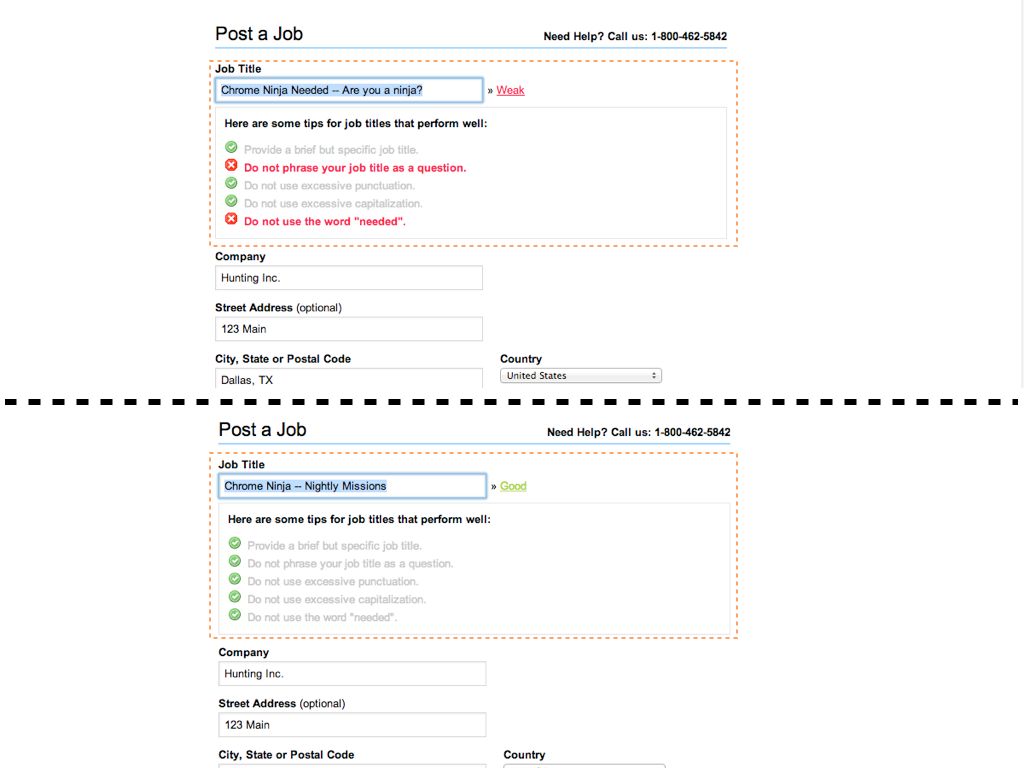 Post a Job
Need Help? Call us: 1-800-462-5842
Job Title
Chrome Ninja Needed -- Are you a ninja? » Weak
Here are some tips for job titles that perform well:
Provide a brief but specific job title.
Do not phrase your job title as a question.
Do not use excessive punctuation.
Do not use excessive capitalization.
Do not use the word "needed".
Company
Hunting Inc.
Street Address (optional)
123 Main
City, State or Postal Code Country
Dallas, TX United States
Post a Job
Need Help? Call us: 1-800-462-5842
Job Title
Chrome Ninja -- Nightly Missions » Good
Here are some tips for job titles that perform well:
Provide a brief but specific job title.
Do not phrase your job title as a question.
Do not use excessive punctuation.
Do not use excessive capitalization.
Do not use the word "needed".
Company
Hunting Inc.
Street Address (optional)
123 Main
City, State or Postal Code Country